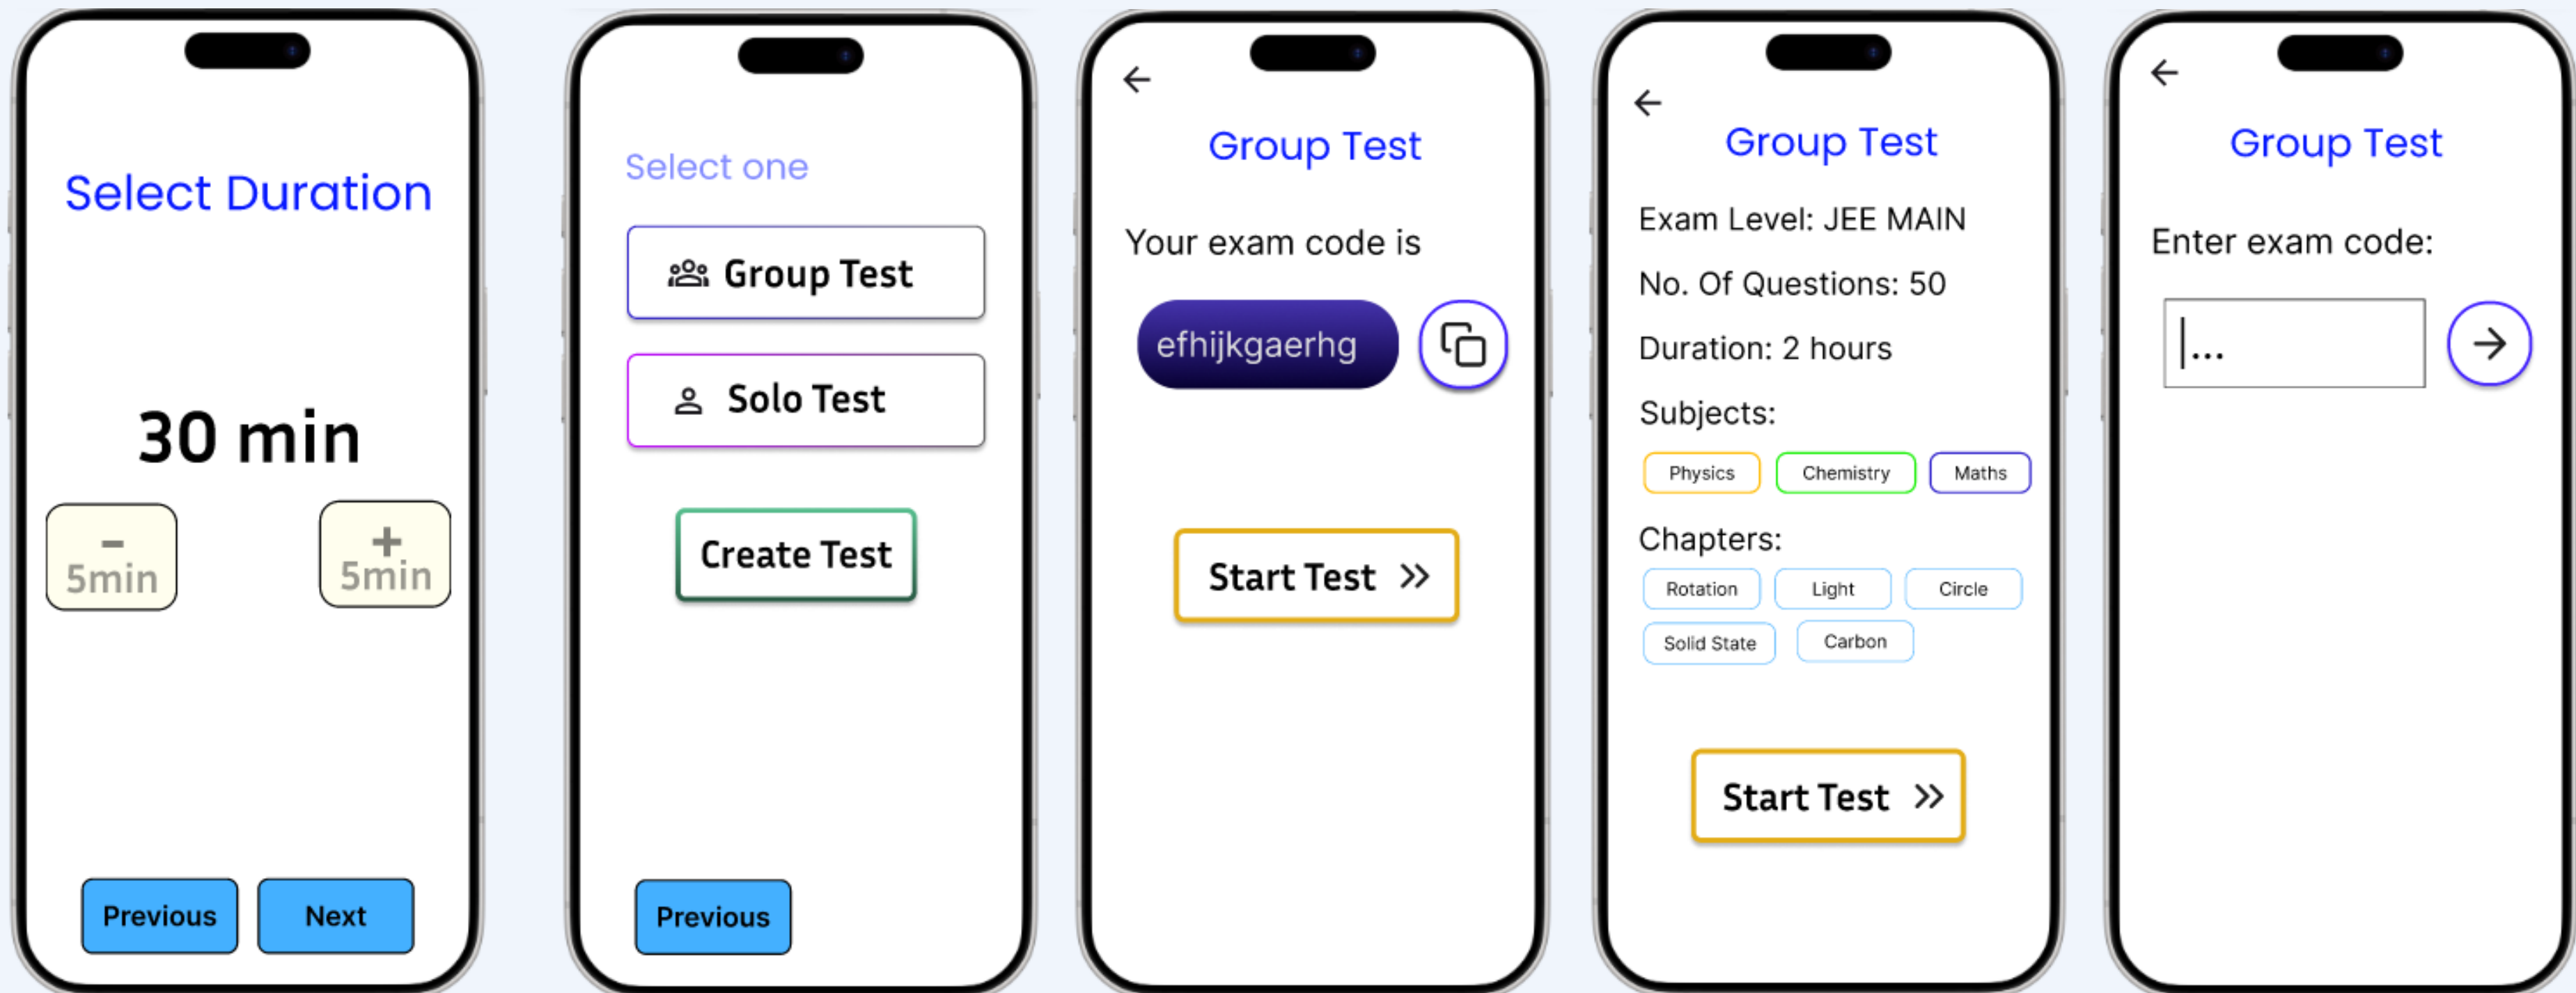 Select Duration
30 min
- +
5min 5min
Previous Next
Select one
Group Test
Solo Test
Create Test
Previous
Group Test
Your exam code is
efhijkgaerhg
Start Test >>
Group Test
Exam Level: JEE MAIN
No. Of Questions: 50
Duration: 2 hours
Subjects:
Physics Chemistry Maths
Chapters:
Rotation Light Circle
Solid State Carbon
Start Test >>
Group Test
Enter exam code:
|...